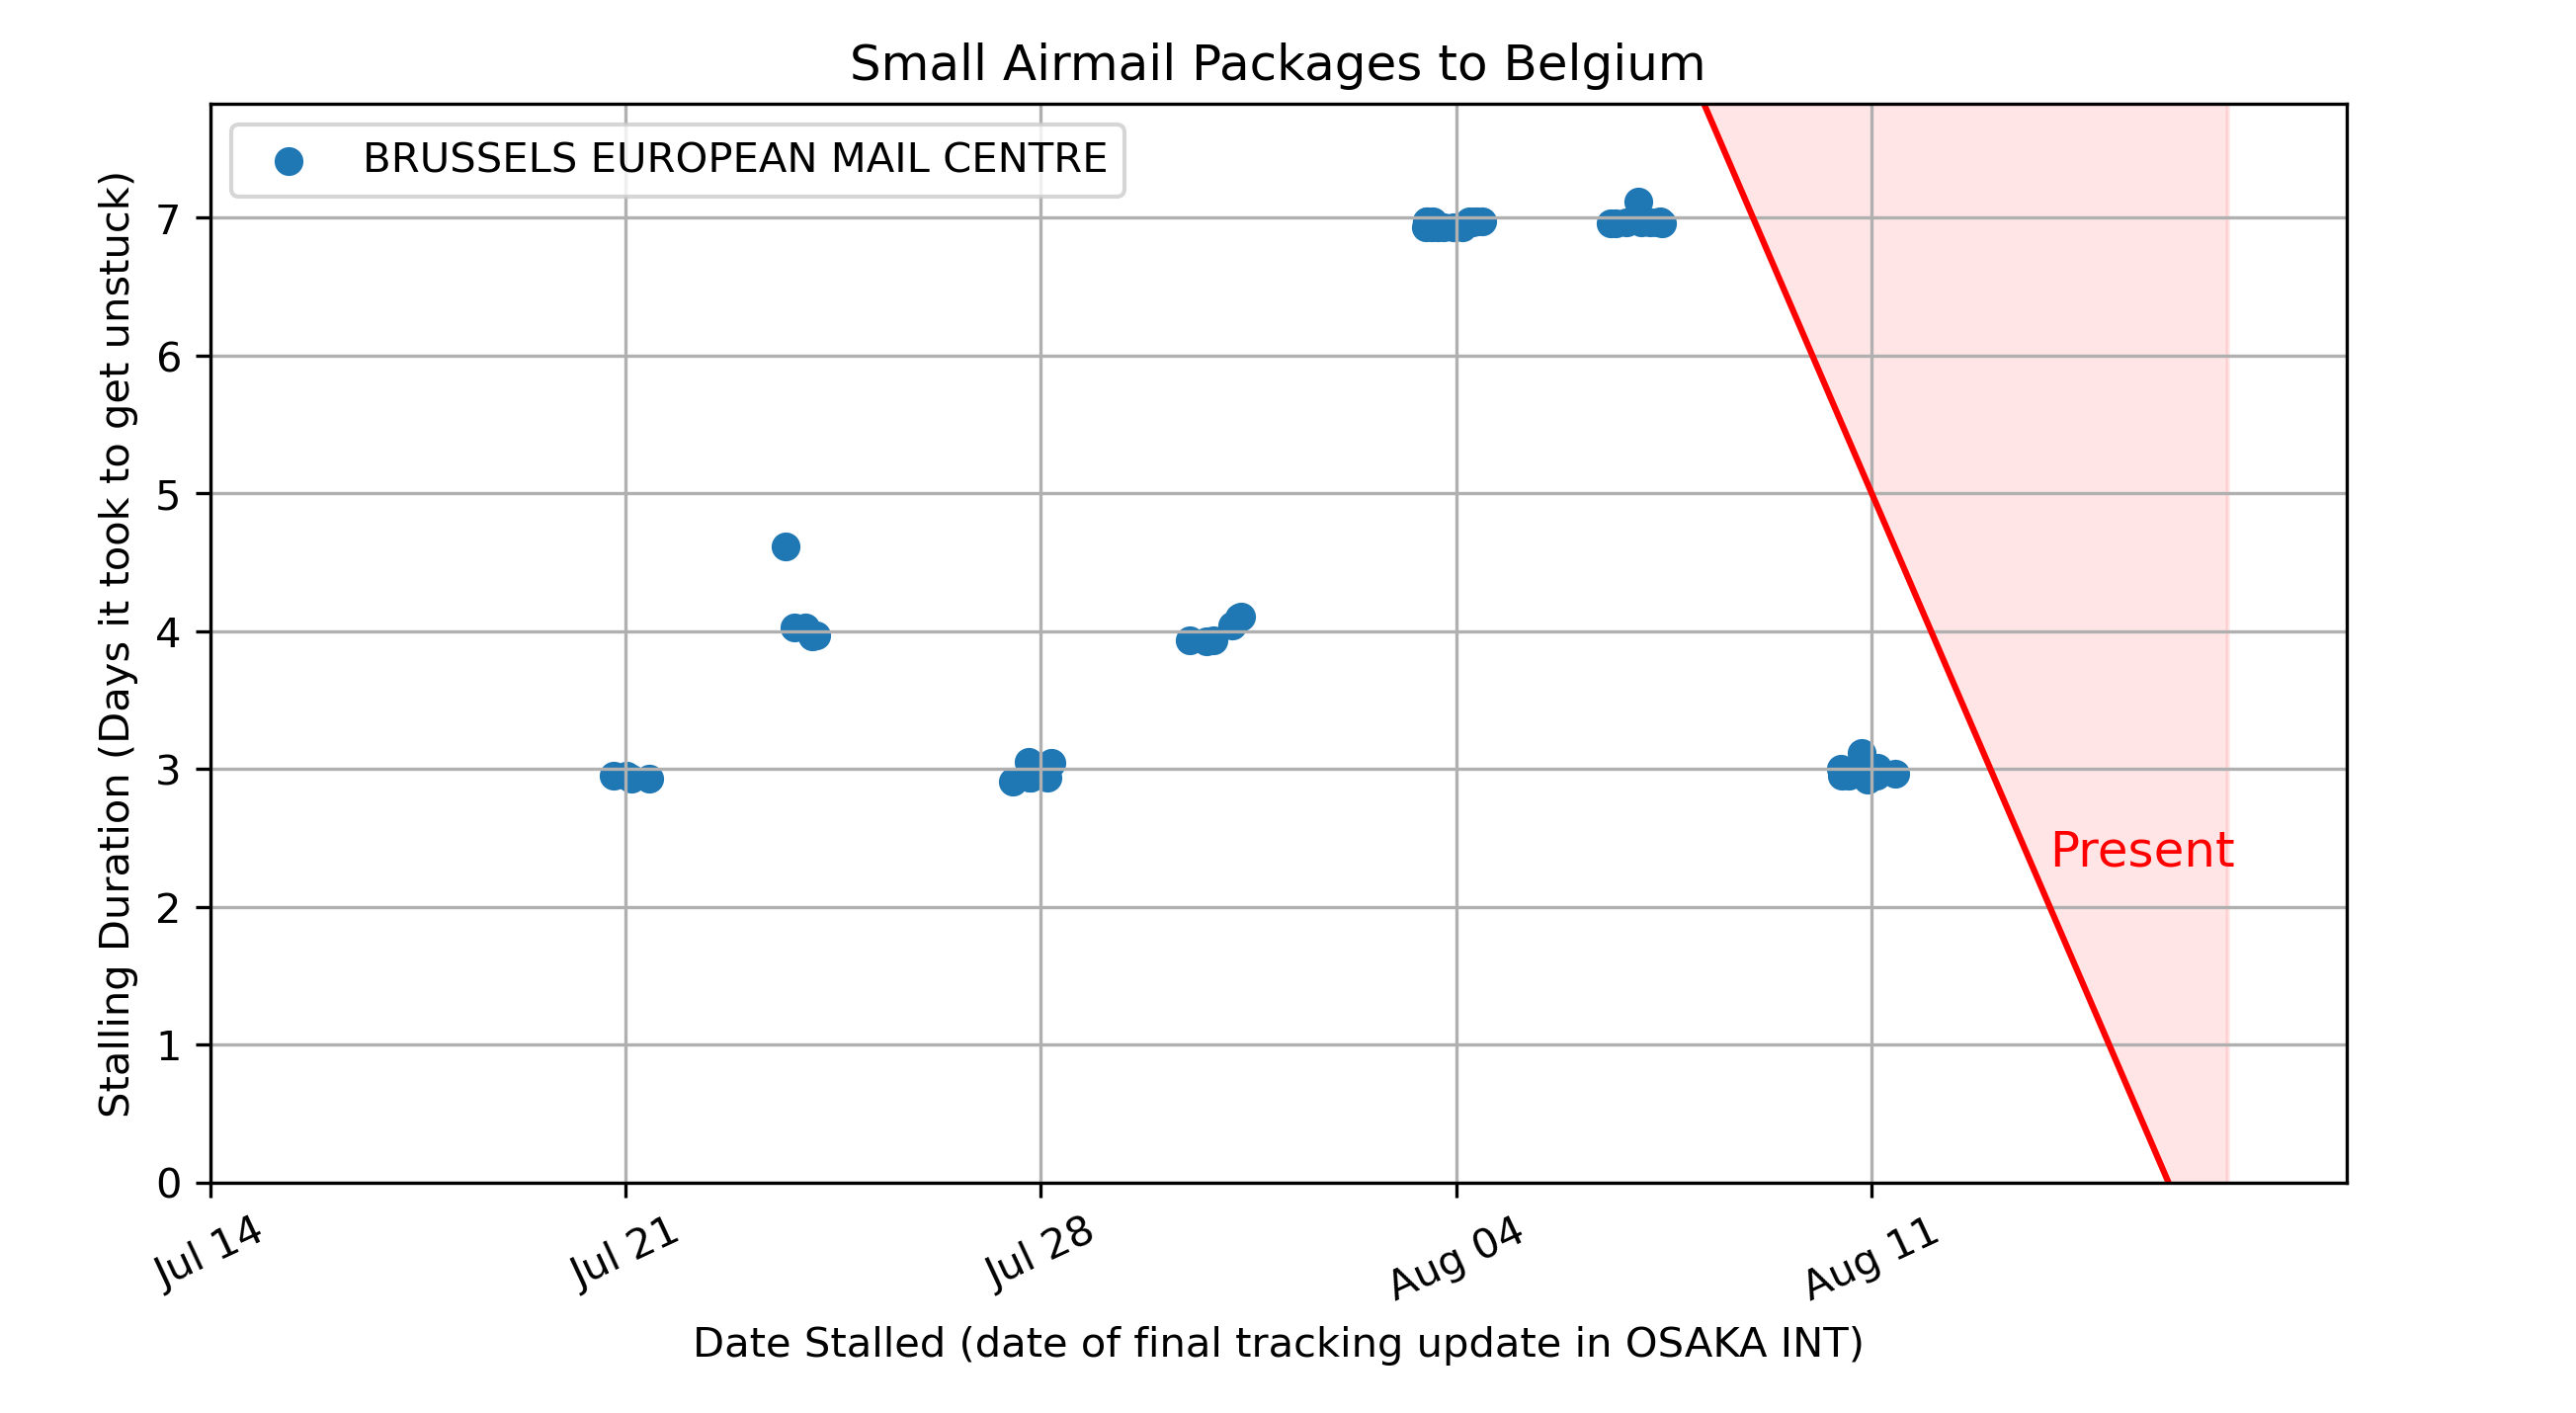 Small Airmail Packages to Belgium
BRUSSELS EUROPEAN MAIL CENTRE
Stalling Duration (Days it took to get unstuck)
7
6
5
4
3
2
1
0
Present
Jul 14
Jul 21
Jul 28
Aug 04
Aug 11
Date Stalled (date of final tracking update in OSAKA INT)